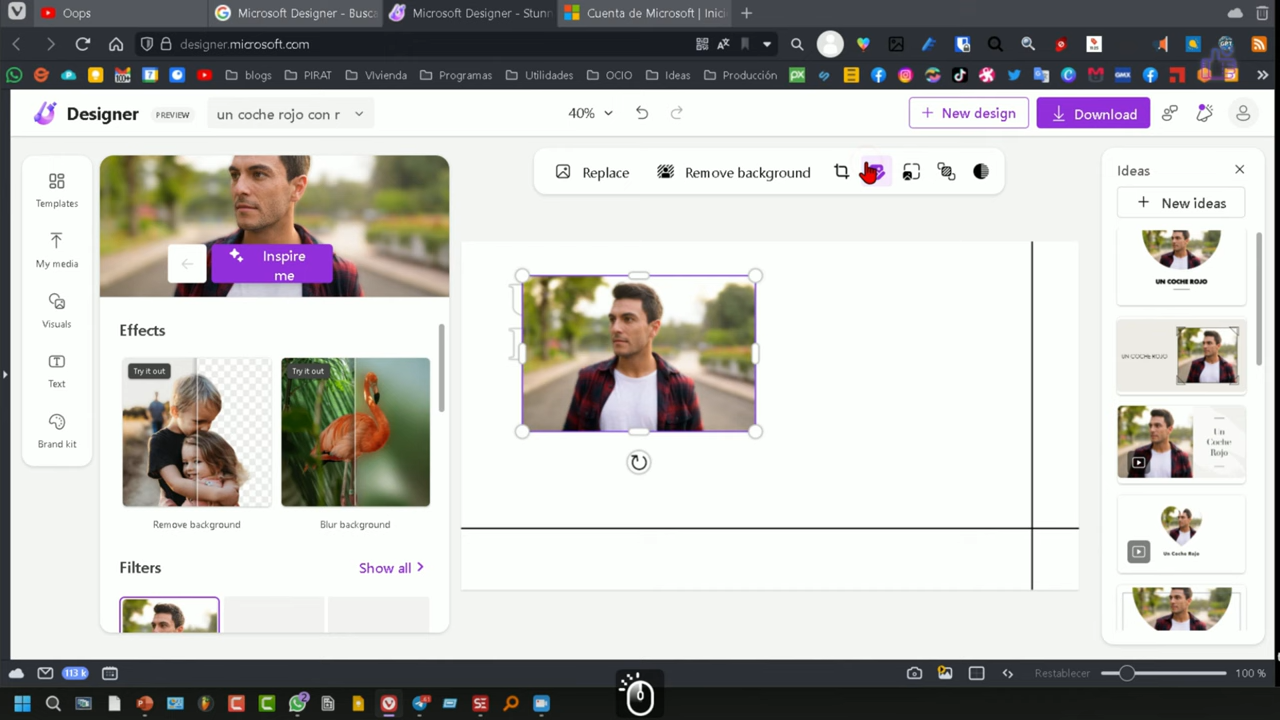 Oops
Microsoft Designer - Busca
Microsoft Designer - Stunn
Cuenta de Microsoft | Inici
designer.microsoft.com
blogs
PIRAT
VIvienda
Programas
Utilidades
OCIO
Ideas
Producción
Designer
PREVIEW
un coche rojo con r
40%
New design
Download
Replace
Remove background
Templates
My media
Visuals
Text
Brand kit
Inspire
me
Effects
Try it out
Try it out
Remove background
Blur background
Filters
Show all
Ideas
New ideas
UN COCHE ROJO
UN COCHE ROJO
Un
Coche
Rojo
Un Coche Rojo
113 k
Restablecer
100 %
2